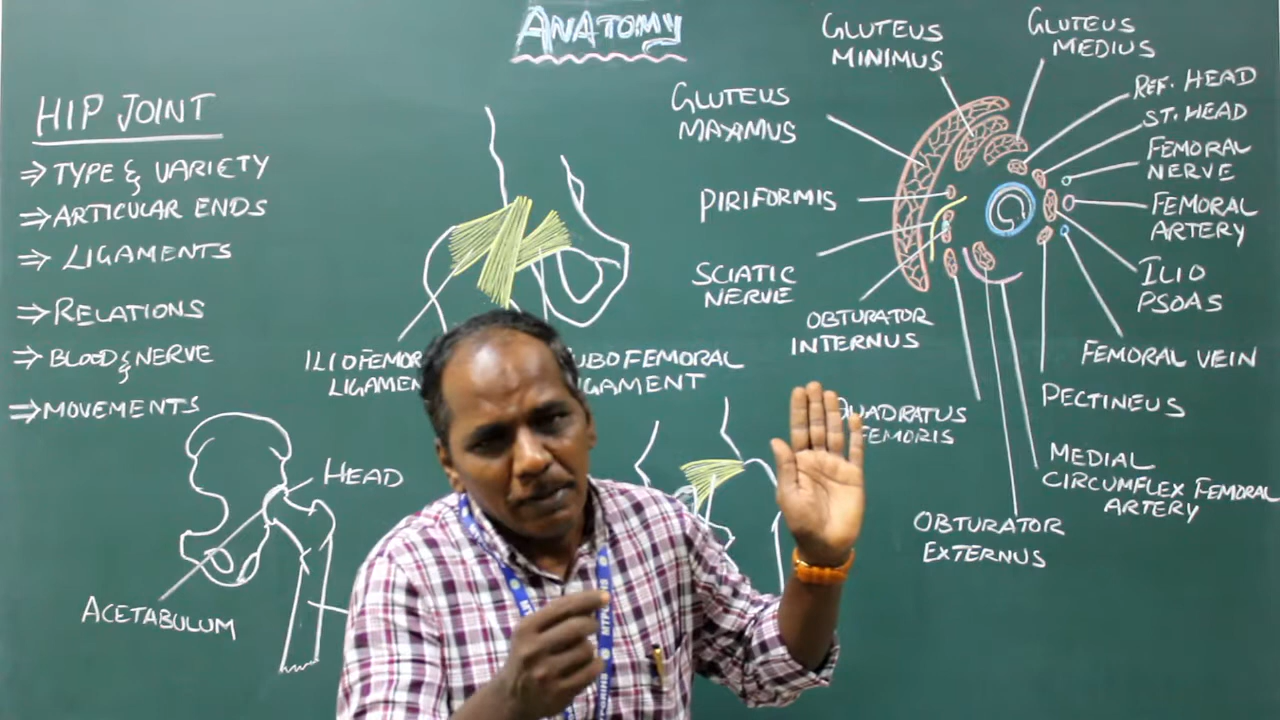 ANATOMY
HIP JOINT
⇒ TYPE & VARIETY
⇒ ARTICULAR ENDS
⇒ LIGAMENTS
⇒ RELATIONS
⇒ BLOOD & NERVE
⇒ MOVEMENTS
HEAD
ACETABULUM
LIGAMENT
GLUTEUS
MINIMUS
GLUTEUS
MEDIUS
GLUTEUS
MAXIMUS
REF. HEAD
ST. HEAD
FEMORAL
NERVE
FEMORAL
ARTERY
ILIO
PSOAS
FEMORAL VEIN
PECTINEUS
MEDIAL
CIRCUMFLEX FEMORAL
ARTERY
OBTURATOR
EXTERNUS
QUADRATUS
FEMORIS
OBTURATOR
INTERNUS
SCIATIC
NERVE
PIRIFORMIS
FEMORAL